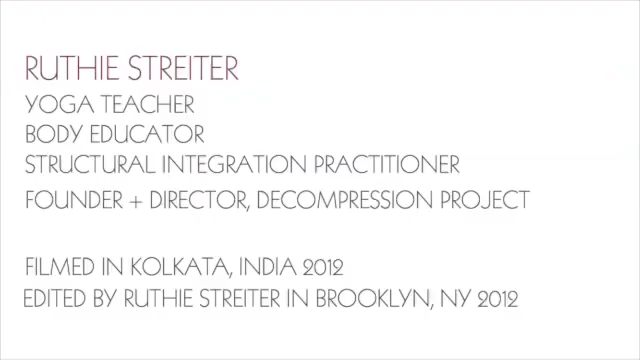 RUTHIE STREITER
YOGA TEACHER
BODY EDUCATOR
STRUCTURAL INTEGRATION PRACTITIONER
FOUNDER + DIRECTOR, DECOMPRESSION PROJECT
FILMED IN KOLKATA, INDIA 2012
EDITED BY RUTHIE STREITER IN BROOKLYN, NY 2012